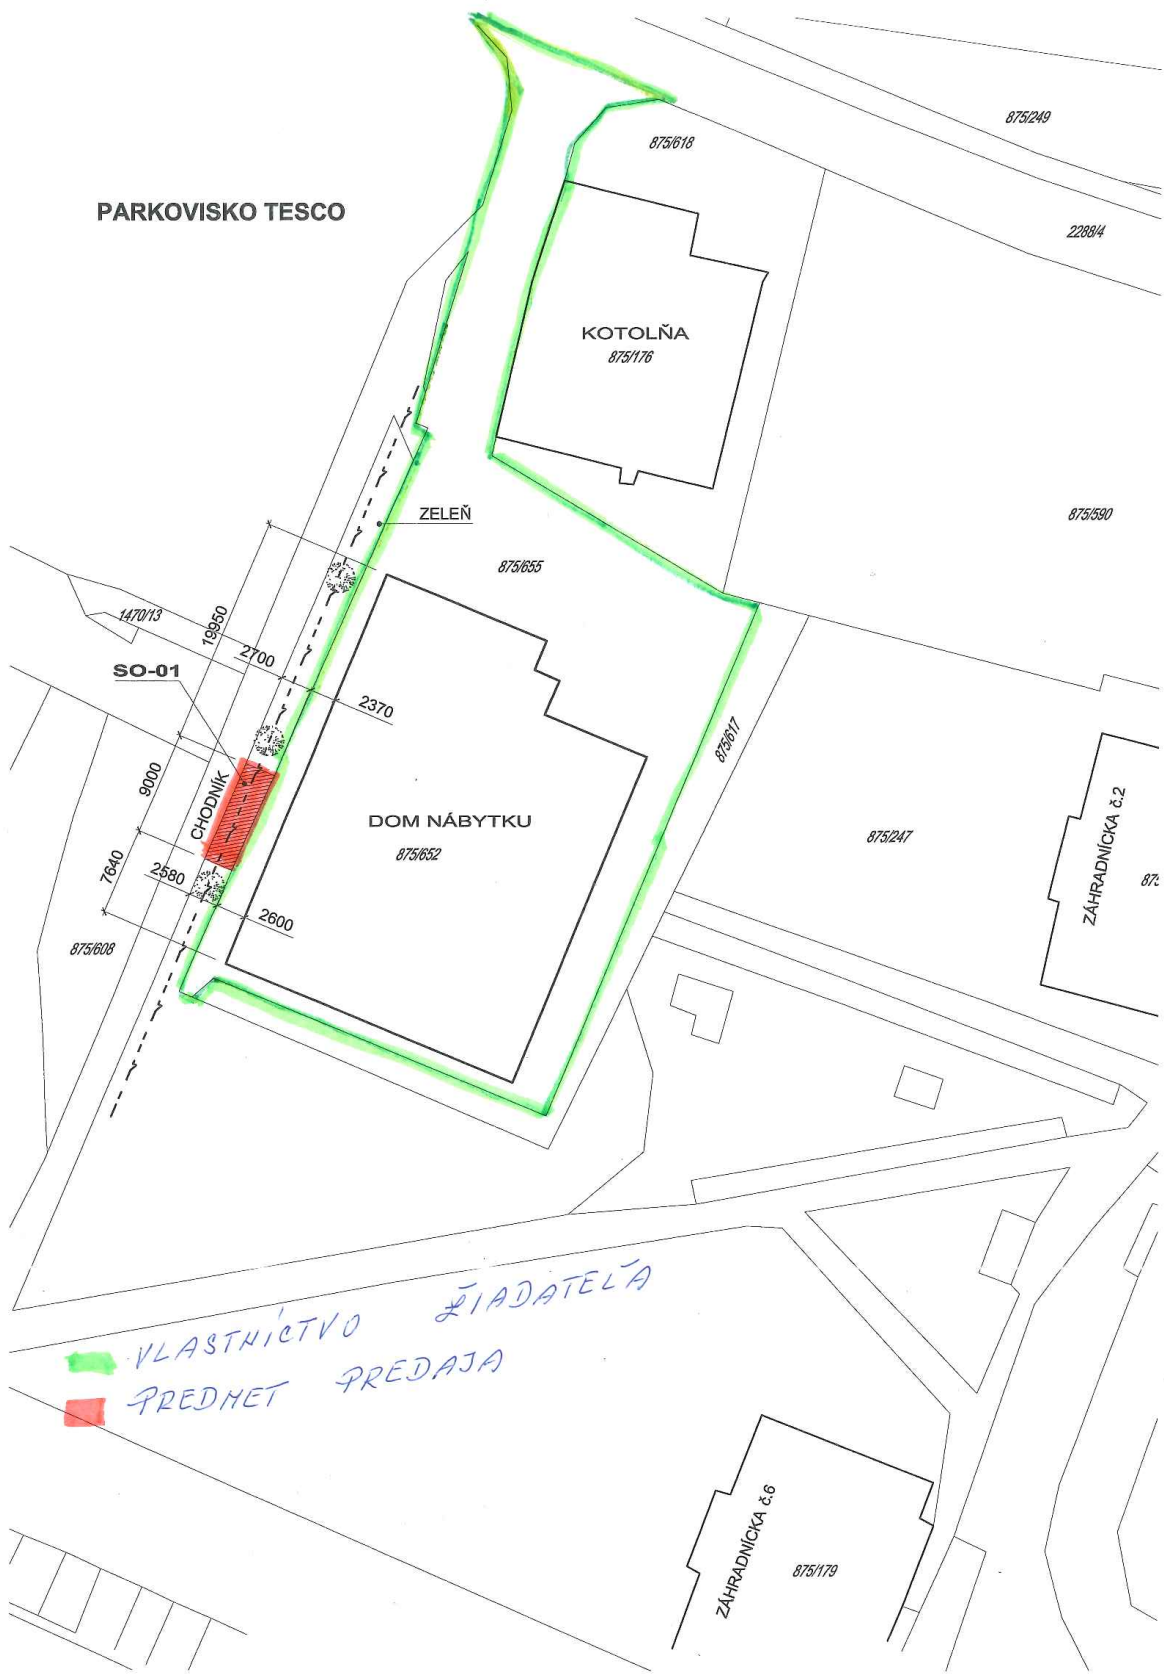 875/249
875/618
PARKOVISKO TESCO
2288/4
KOTOLŇA
875/176
ZELEŇ
875/590
875/655
1470/13
19950
SO-01
2700
2370
875/617
9000
CHODNÍK
DOM NÁBYTKU
875/652
875/247
ZÁHRADNÍCKA č.2
7640
2580
2600
875/608
VLASTNÍCTVO ŽIADATEĽA
PREDMET PREDAJA
ZÁHRADNÍCKA č.6
875/179